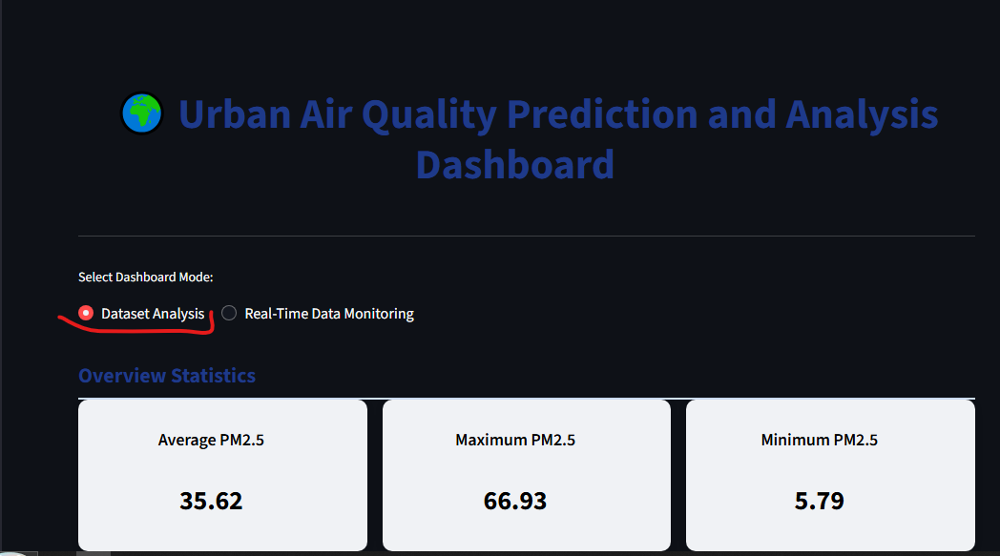 Urban Air Quality Prediction and Analysis
Dashboard
Select Dashboard Mode:
Dataset Analysis Real-Time Data Monitoring
Overview Statistics
Average PM2.5 Maximum PM2.5 Minimum PM2.5
35.62 66.93 5.79